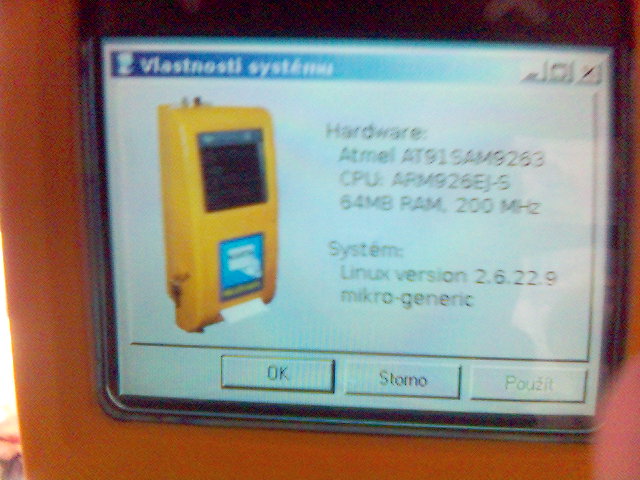 Vlastnosti systému
Hardware:
Atmel AT91SAM9263
CPU: ARM926EJ-S
64MB RAM, 200 MHz
Systém:
Linux version 2.6.22.9
mikro-generic
OK
Storno
Použít